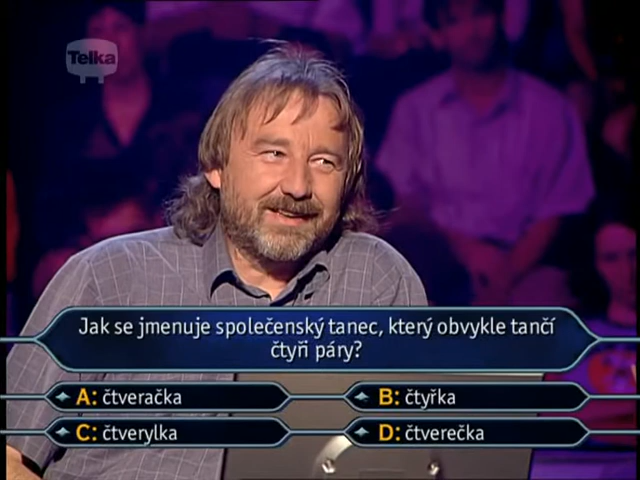 Telka
Jak se jmenuje společenský tanec, který obvykle tančí
čtyři páry?
A: čtveračka
B: čtyřka
C: čtverylka
D: čtverečka